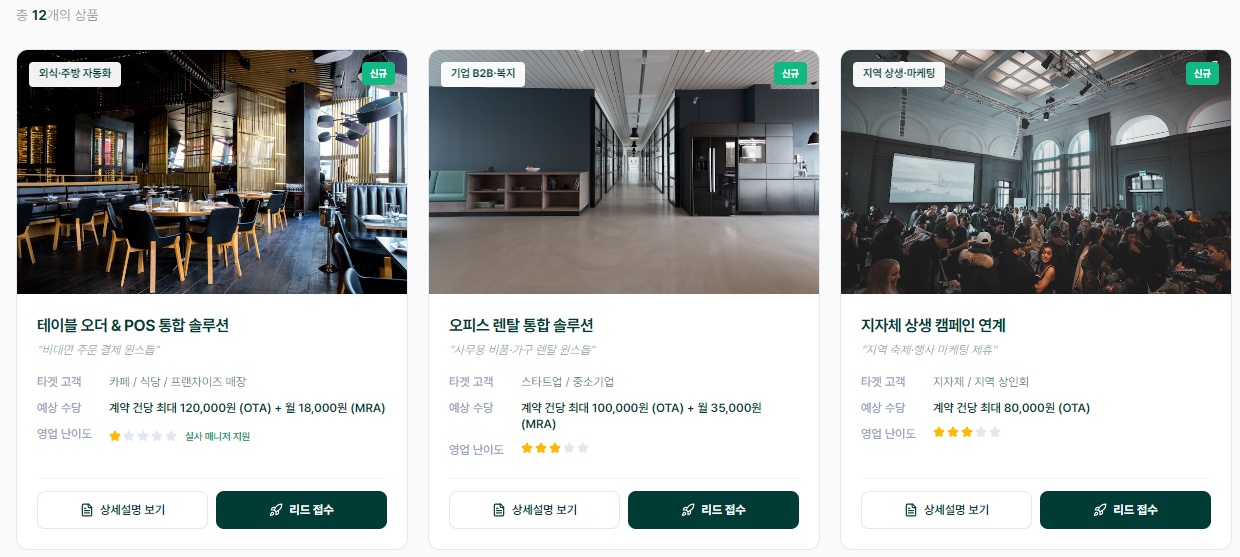 총 12개의 상품
외식·주방 자동화
신규
테이블 오더 & POS 통합 솔루션
"비대면 주문 결제 원스톱"
타겟 고객 카페 / 식당 / 프랜차이즈 매장
예상 수당 계약 건당 최대 120,000원 (OTA) + 월 18,000원 (MRA)
영업 난이도 실사 매니저 지원
상세설명 보기
리드 접수
기업 B2B·복지
신규
오피스 렌탈 통합 솔루션
"사무용 비품·가구 렌탈 원스톱"
타겟 고객 스타트업 / 중소기업
예상 수당 계약 건당 최대 100,000원 (OTA) + 월 35,000원
(MRA)
영업 난이도
상세설명 보기
리드 접수
지역 상생·마케팅
신규
지자체 상생 캠페인 연계
"지역 축제·행사 마케팅 제휴"
타겟 고객 지자체 / 지역 상인회
예상 수당 계약 건당 최대 80,000원 (OTA)
영업 난이도
상세설명 보기
리드 접수